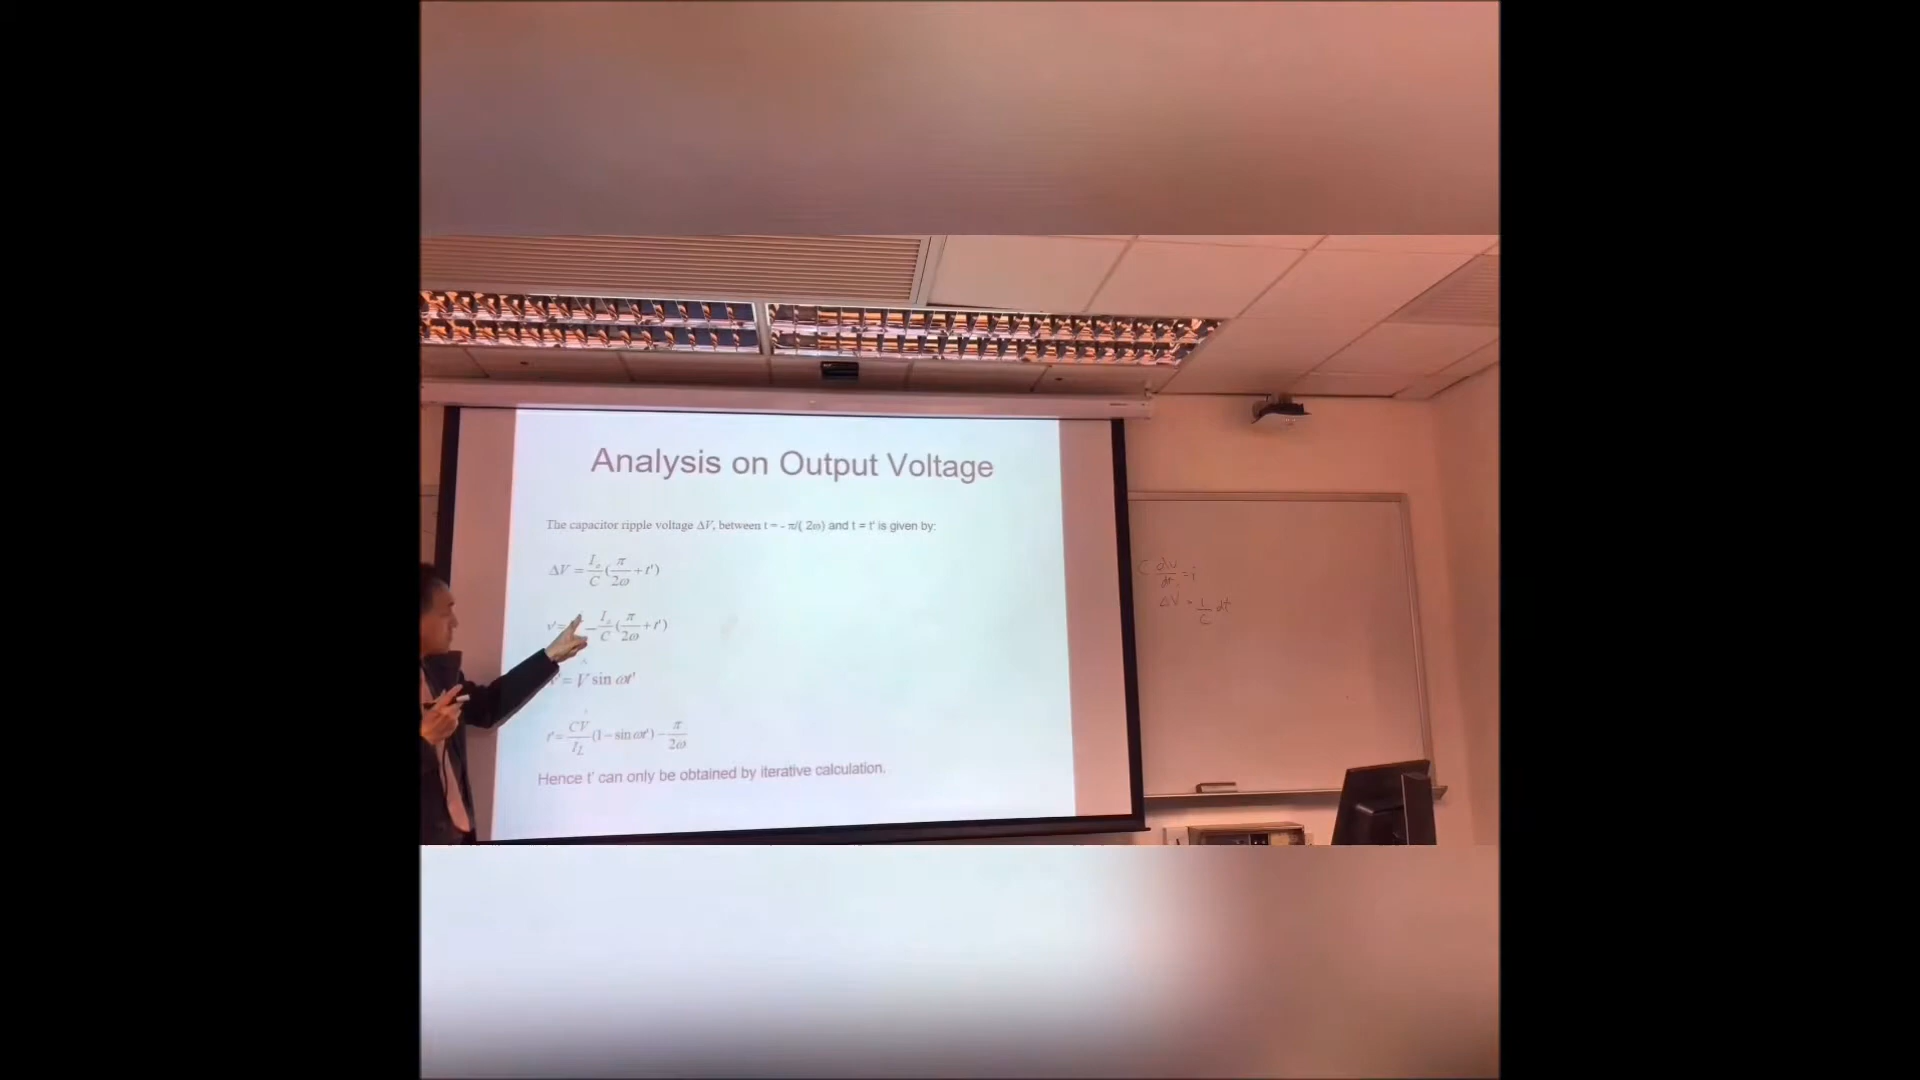 Analysis on Output Voltage
The capacitor ripple voltage ΔV, between t = - π/( 2ω) and t = t' is given by:
ΔV = I_o/C (π/2ω + t')
v' = − I_o/C (π/2ω + t')
v' = V̂ sin ωt'
t' = CV̂/I_L (1 − sin ωt') − π/2ω
Hence t' can only be obtained by iterative calculation.
C dv/dt = i
ΔV = 1/C dt